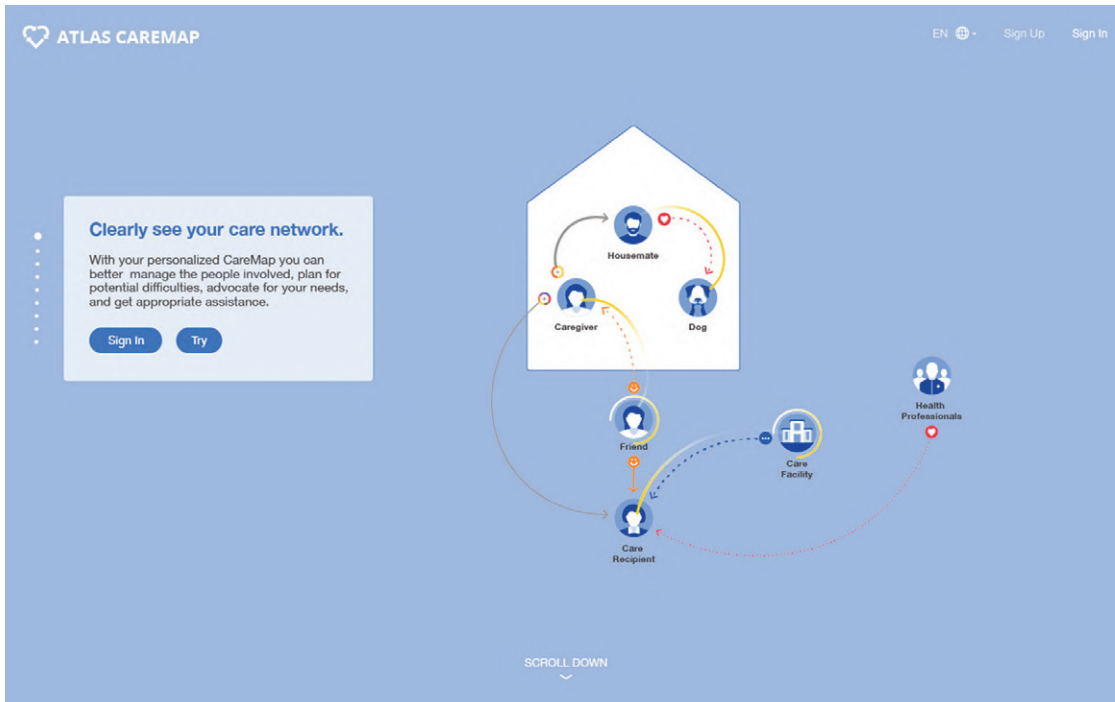 ATLAS CAREMAP
EN
Sign Up
Sign In
Clearly see your care network.
With your personalized CareMap you can
better manage the people involved, plan for
potential difficulties, advocate for your needs,
and get appropriate assistance.
Sign In
Try
Housemate
Caregiver
Dog
Friend
Health
Professionals
Care
Facility
Care
Recipient
SCROLL DOWN